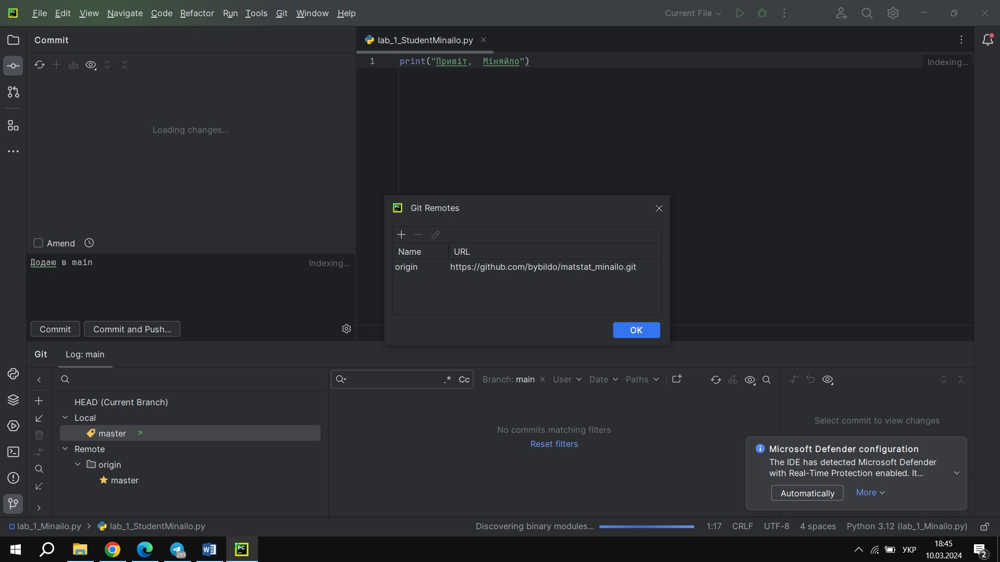 PC File Edit View Navigate Code Refactor Run Tools Git Window Help Current File
Commit
lab_1_StudentMinailo.py
1 print("Привіт,  Міняйло")
Indexing...
Loading changes...
Git Remotes
Name URL
origin https://github.com/bybildo/matstat_minailo.git
OK
Amend
Додаю в main
Indexing...
Commit Commit and Push...
Git Log: main
.* Cc Branch: main User Date Paths
HEAD (Current Branch)
Local
master
Remote
origin
master
No commits matching filters
Reset filters
Select commit to view changes
Microsoft Defender configuration
The IDE has detected Microsoft Defender
with Real-Time Protection enabled. It...
Automatically More
lab_1_Minailo.py lab_1_StudentMinailo.py Discovering binary modules... 1:17 CRLF UTF-8 4 spaces Python 3.12 (lab_1_Minailo.py)
289 W PC УКР 18:45
10.03.2024 2